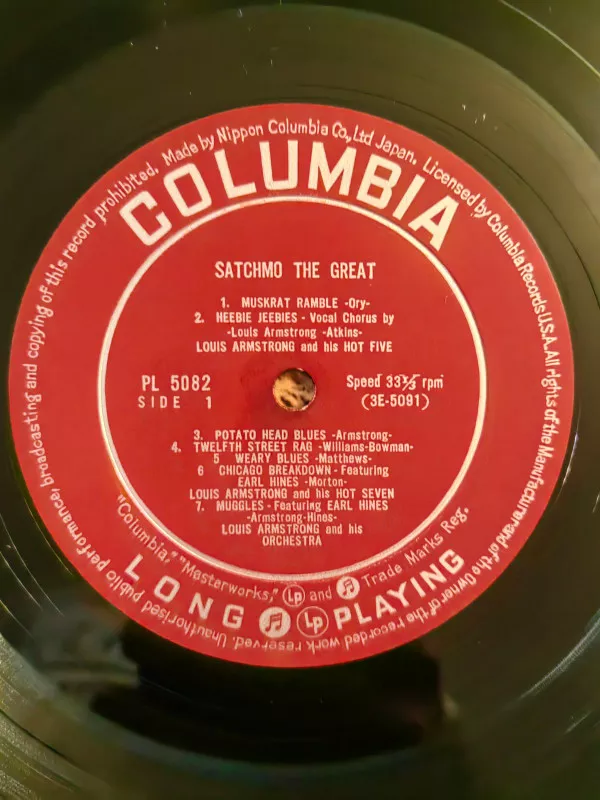 Unauthorised public performance, broadcasting and copying of this record prohibited. Made by Nippon Columbia Co., Ltd Japan. Licensed by Columbia Records U.S.A. All rights of the Manufacturer and of the Owner of the recorded work reserved.
COLUMBIA
SATCHMO THE GREAT
1. MUSKRAT RAMBLE -Ory-
2. HEEBIE JEEBIES - Vocal Chorus by
-Louis Armstrong -Atkins-
LOUIS ARMSTRONG and his HOT FIVE
PL 5082
SIDE 1
Speed 33⅓ rpm
(3E-5091)
3. POTATO HEAD BLUES -Armstrong-
4. TWELFTH STREET RAG -Williams-Bowman-
5 WEARY BLUES -Matthews-
6 CHICAGO BREAKDOWN - Featuring
EARL HINES -Morton-
LOUIS ARMSTRONG and his HOT SEVEN
7. MUGGLES - Featuring EARL HINES
-Armstrong-Hines-
LOUIS ARMSTRONG and his
ORCHESTRA
"Columbia," "Masterworks," Lp and Trade Marks Reg.
LONG Lp PLAYING